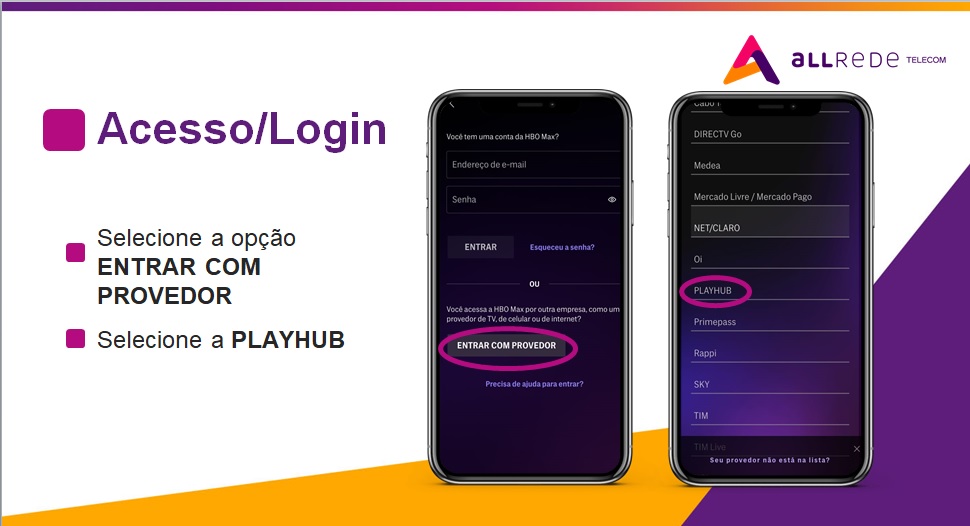 ALLREDE TELECOM
Acesso/Login
Selecione a opção
ENTRAR COM
PROVEDOR
Selecione a PLAYHUB
Você tem uma conta da HBO Max?
Endereço de e-mail
Senha
ENTRAR
Esqueceu a senha?
OU
Você acessa a HBO Max por outra empresa, como um
provedor de TV, de celular ou de internet?
ENTRAR COM PROVEDOR
Precisa de ajuda para entrar?
DIRECTV Go
Medea
Mercado Livre / Mercado Pago
NET/CLARO
Oi
PLAYHUB
Primepass
Rappi
SKY
TIM
TIM Live
Seu provedor não está na lista?